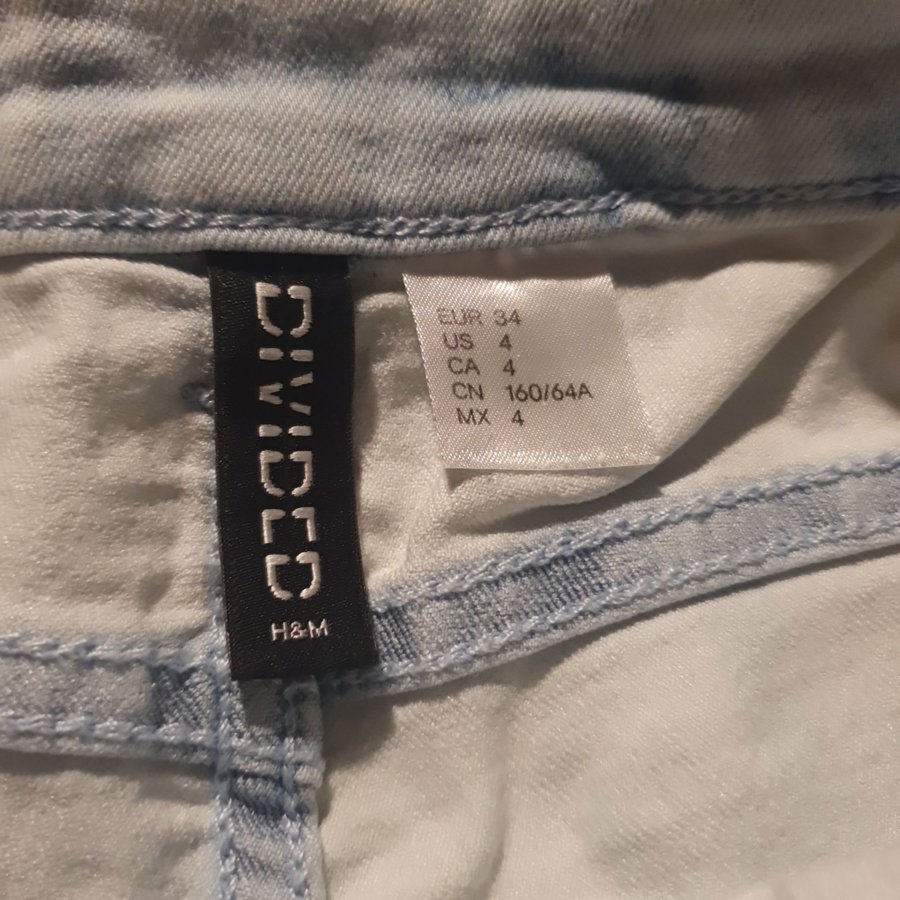 DIVIDED
H&M
EUR 34
US 4
CA 4
CN 160/64A
MX 4